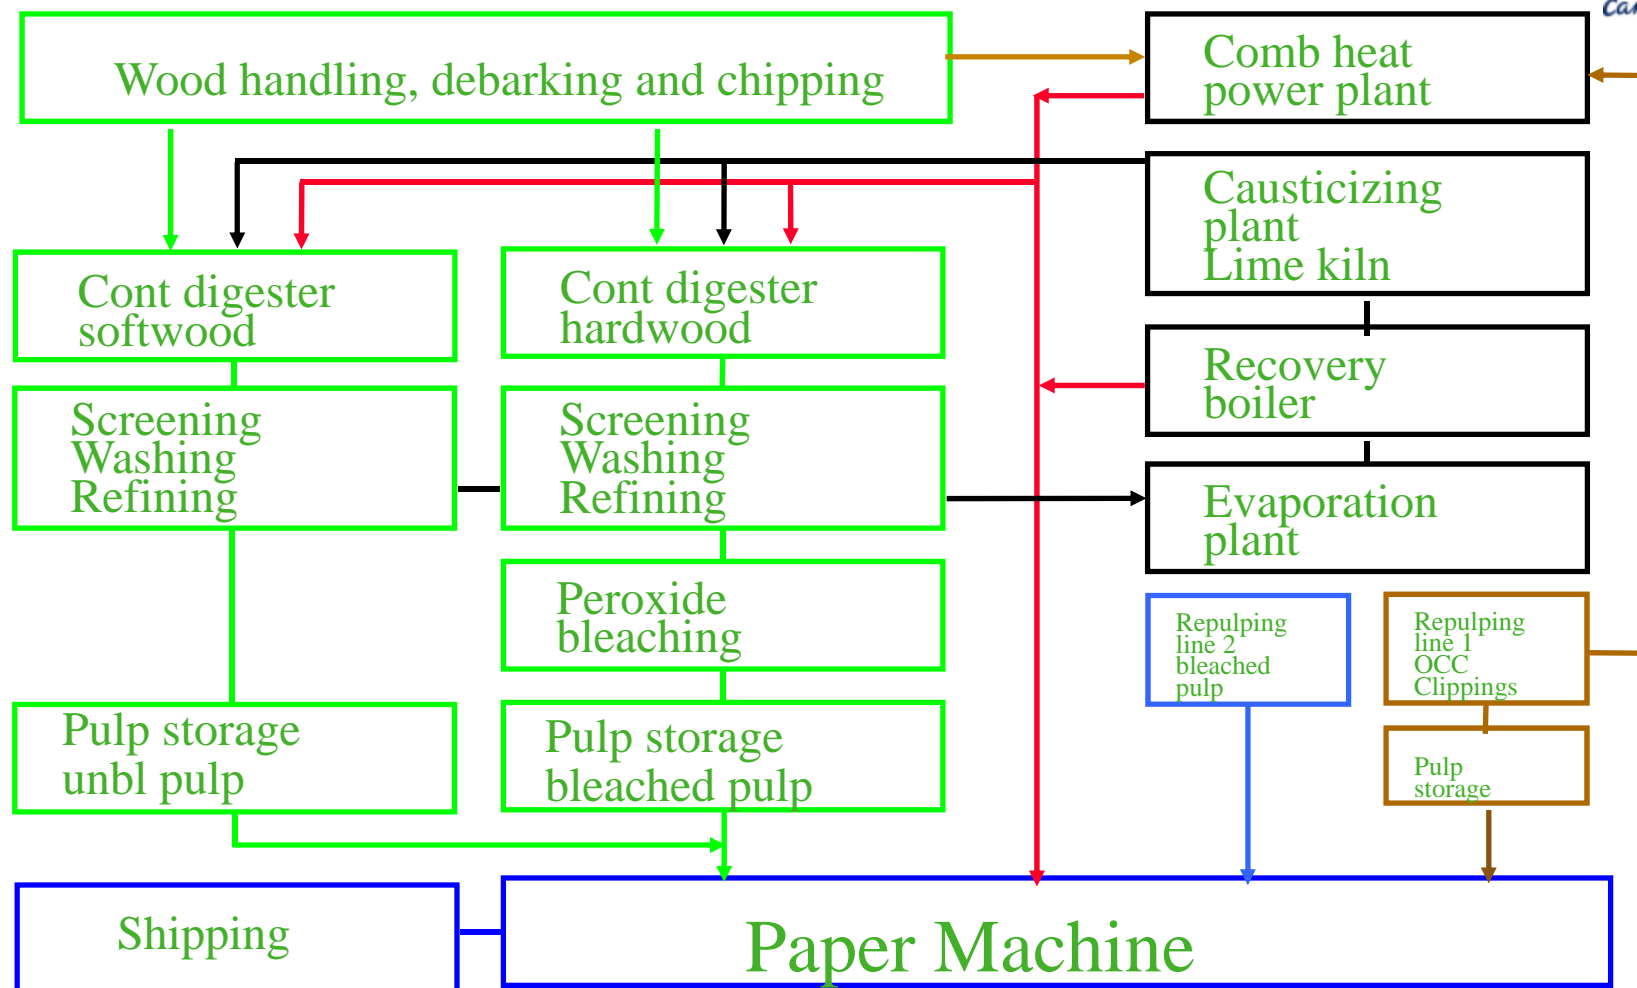 Wood handling, debarking and chipping
Comb heat
power plant
Causticizing
plant
Lime kiln
Cont digester
softwood
Cont digester
hardwood
Recovery
boiler
Screening
Washing
Refining
Screening
Washing
Refining
Evaporation
plant
Peroxide
bleaching
Repulping
line 2
bleached
pulp
Repulping
line 1
OCC
Clippings
Pulp storage
unbl pulp
Pulp storage
bleached pulp
Pulp
storage
Shipping
Paper Machine